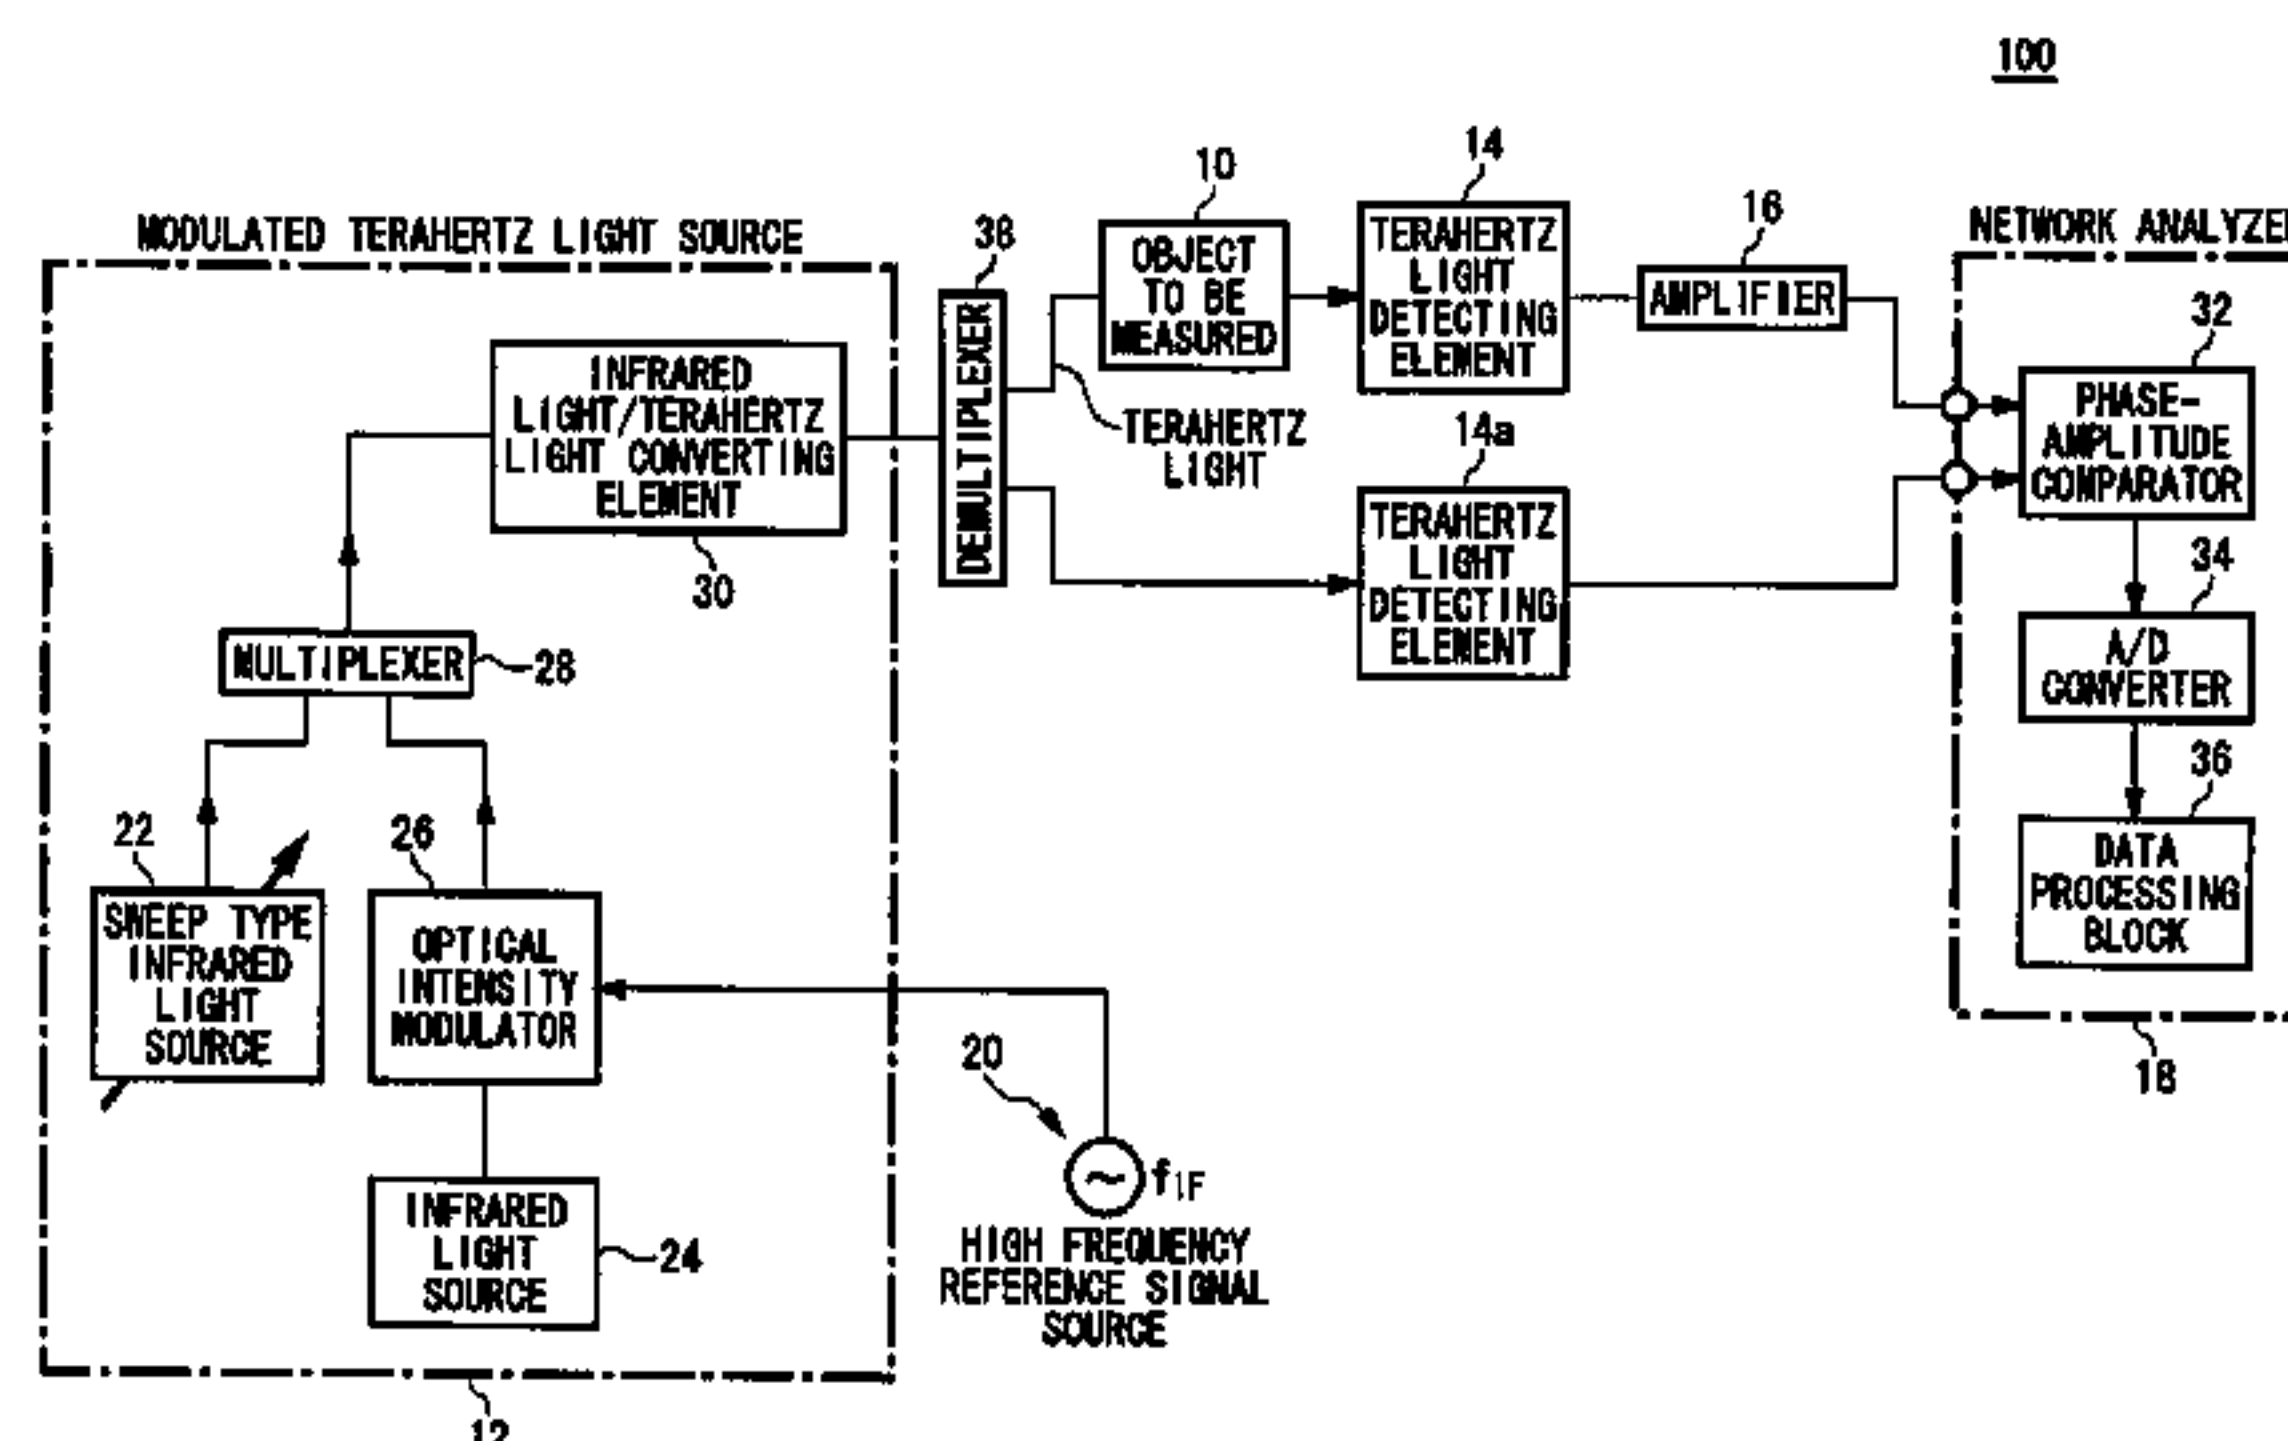 100
MODULATED TERAHERTZ LIGHT SOURCE
INFRARED
LIGHT/TERAHERTZ
LIGHT CONVERTING
ELEMENT
30
MULTIPLEXER
28
22
SWEEP TYPE
INFRARED
LIGHT
SOURCE
26
OPTICAL
INTENSITY
MODULATOR
INFRARED
LIGHT
SOURCE
24
12
38
DEMULTIPLEXER
10
OBJECT
TO BE
MEASURED
TERAHERTZ
LIGHT
14
TERAHERTZ
LIGHT
DETECTING
ELEMENT
14a
TERAHERTZ
LIGHT
DETECTING
ELEMENT
16
AMPLIFIER
20
fIF
HIGH FREQUENCY
REFERENCE SIGNAL
SOURCE
NETWORK ANALYZE
32
PHASE-
AMPLITUDE
COMPARATOR
34
A/D
CONVERTER
36
DATA
PROCESSING
BLOCK
18